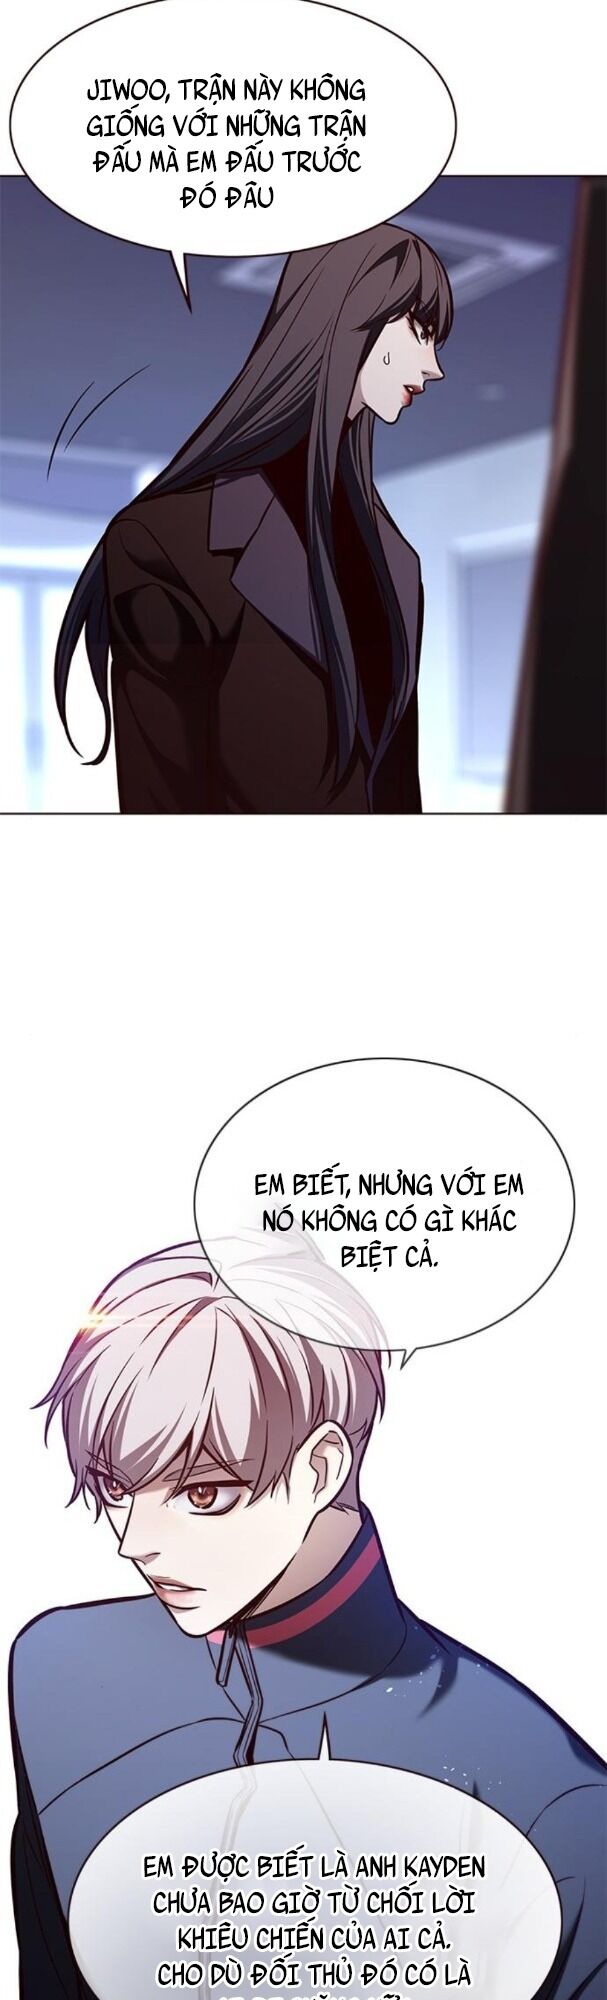 JIWOO, TRẬN NÀY KHÔNG
GIỐNG VỚI NHỮNG TRẬN
ĐẤU MÀ EM ĐẤU TRƯỚC
ĐÓ ĐÂU
EM BIẾT, NHƯNG VỚI EM
NÓ KHÔNG CÓ GÌ KHÁC
BIỆT CẢ.
EM ĐƯỢC BIẾT LÀ ANH KAYDEN
CHƯA BAO GIỜ TỪ CHỐI LỜI
KHIÊU CHIẾN CỦA AI CẢ.
CHO DÙ ĐỐI THỦ ĐÓ CÓ LÀ